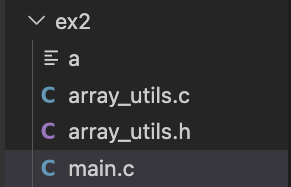 ex2
a
C array_utils.c
C array_utils.h
C main.c